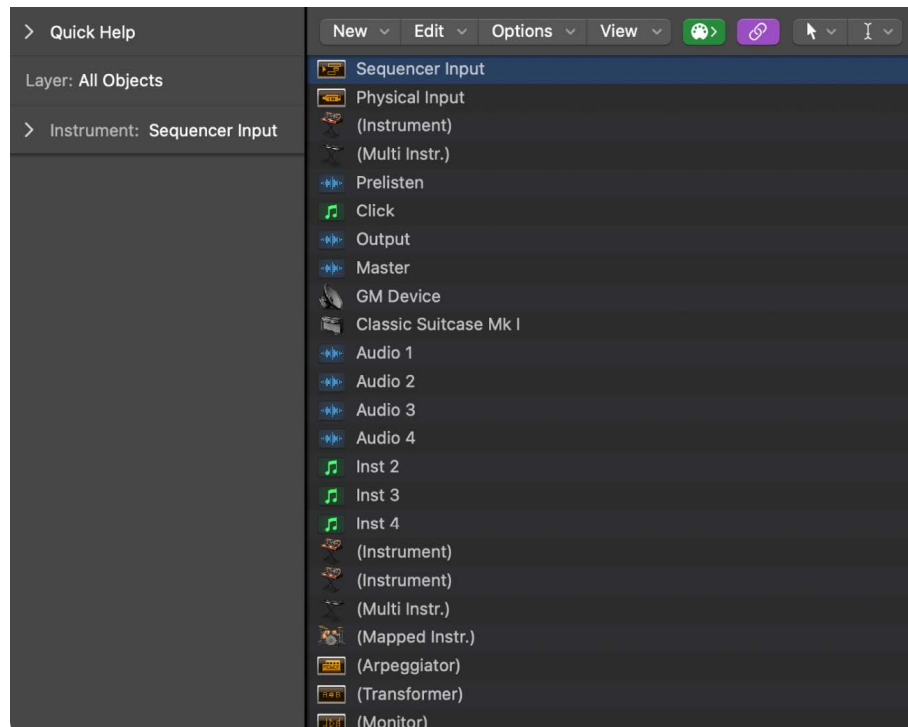 Quick Help
Layer: All Objects
Instrument: Sequencer Input
New Edit Options View
Sequencer Input
Physical Input
(Instrument)
(Multi Instr.)
Prelisten
Click
Output
Master
GM Device
Classic Suitcase Mk I
Audio 1
Audio 2
Audio 3
Audio 4
Inst 2
Inst 3
Inst 4
(Instrument)
(Instrument)
(Multi Instr.)
(Mapped Instr.)
(Arpeggiator)
(Transformer)
(Monitor)